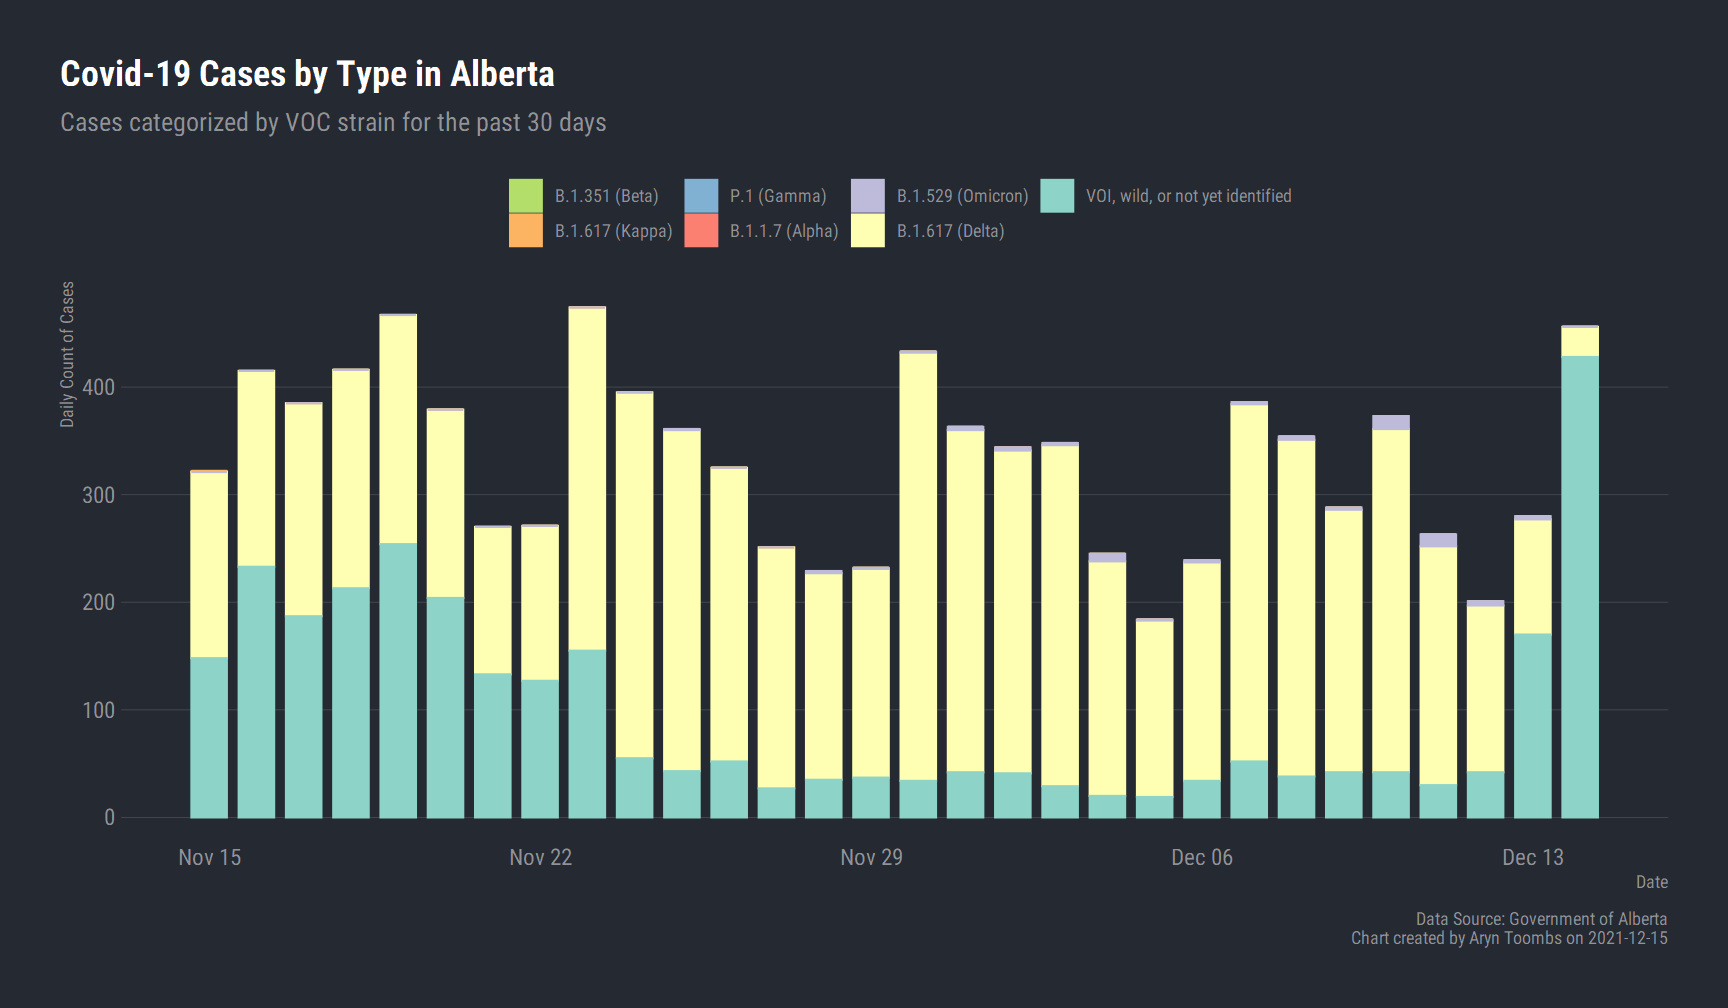 Covid-19 Cases by Type in Alberta
Cases categorized by VOC strain for the past 30 days
B.1.351 (Beta) P.1 (Gamma) B.1.529 (Omicron) VOI, wild, or not yet identified
B.1.617 (Kappa) B.1.1.7 (Alpha) B.1.617 (Delta)
Daily Count of Cases
400
300
200
100
0
Nov 15 Nov 22 Nov 29 Dec 06 Dec 13
Date
Data Source: Government of Alberta
Chart created by Aryn Toombs on 2021-12-15